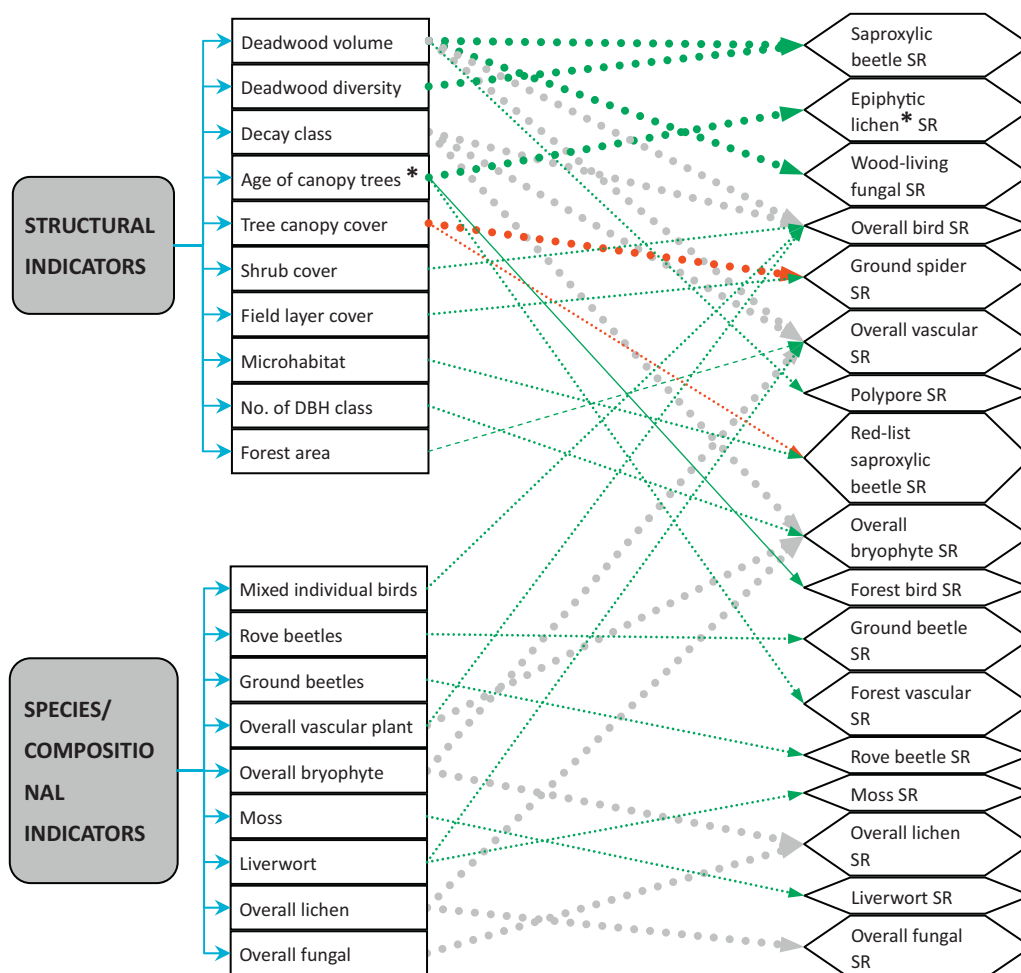 STRUCTURAL
INDICATORS
Deadwood volume
Deadwood diversity
Decay class
Age of canopy trees *
Tree canopy cover
Shrub cover
Field layer cover
Microhabitat
No. of DBH class
Forest area
SPECIES/
COMPOSITIO
NAL
INDICATORS
Mixed individual birds
Rove beetles
Ground beetles
Overall vascular plant
Overall bryophyte
Moss
Liverwort
Overall lichen
Overall fungal
Saproxylic
beetle SR
Epiphytic
lichen* SR
Wood-living
fungal SR
Overall bird SR
Ground spider
SR
Overall vascular
SR
Polypore SR
Red-list
saproxylic
beetle SR
Overall
bryophyte SR
Forest bird SR
Ground beetle
SR
Forest vascular
SR
Rove beetle SR
Moss SR
Overall lichen
SR
Liverwort SR
Overall fungal
SR